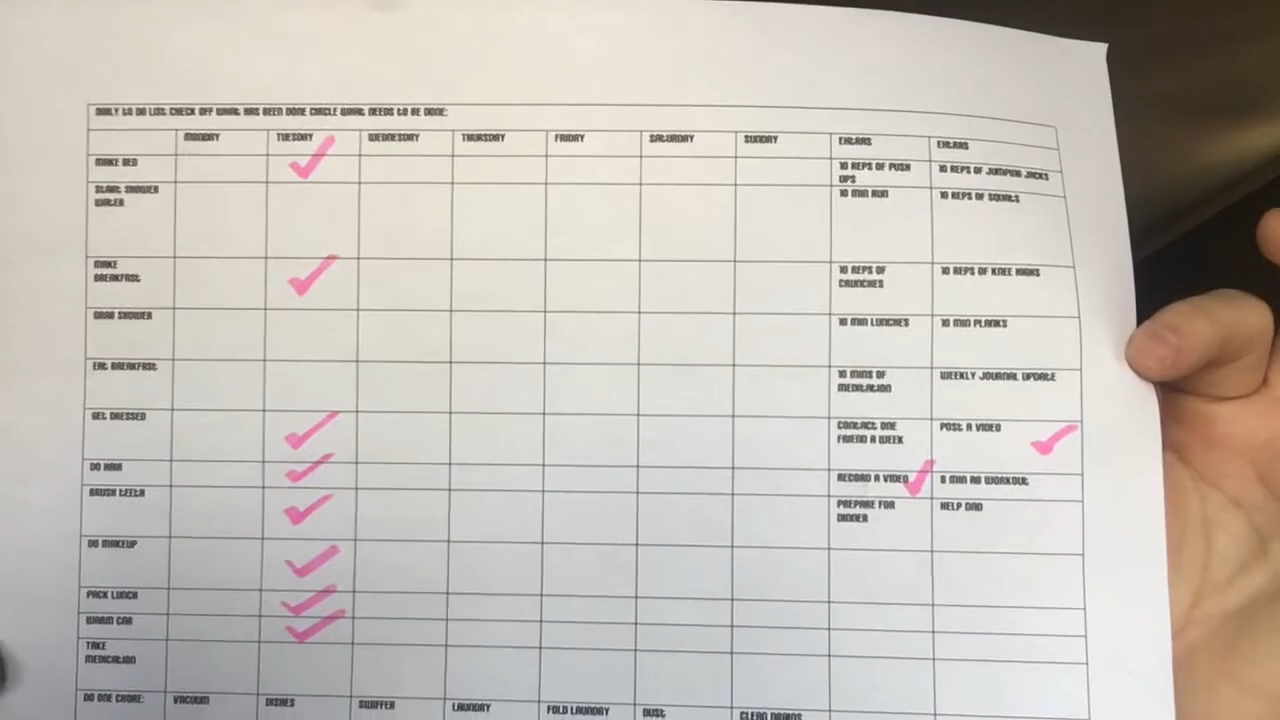 DAILY TO DO LIST CHECK OFF WHAT HAS BEEN DONE CIRCLE WHAT NEEDS TO BE DONE:
MONDAY TUESDAY WEDNESDAY THURSDAY FRIDAY SATURDAY SUNDAY EXTRAS EXTRAS
MAKE BED 10 REPS OF PUSH 10 REPS OF JUMPING JACKS
UPS
START SHOWER 10 MIN RUN 10 REPS OF SQUATS
WATER
MAKE 10 REPS OF 10 REPS OF KNEE HIGHS
BREAKFAST CRUNCHES
GRAB SHOWER 10 MIN LUNCHES 10 MIN PLANKS
EAT BREAKFAST 10 MINS OF WEEKLY JOURNAL UPDATE
MEDITATION
GET DRESSED CONTACT ONE POST A VIDEO
FRIEND A WEEK
DO HAIR RECORD A VIDEO 8 MIN AB WORKOUT
BRUSH TEETH PREPARE FOR HELP DAD
DINNER
DO MAKEUP
PACK LUNCH
WARM CAR
TAKE
MEDICATION
DO ONE CHORE: VACUUM DISHES SWIFFER LAUNDRY FOLD LAUNDRY DUST CLEAN DRAINS